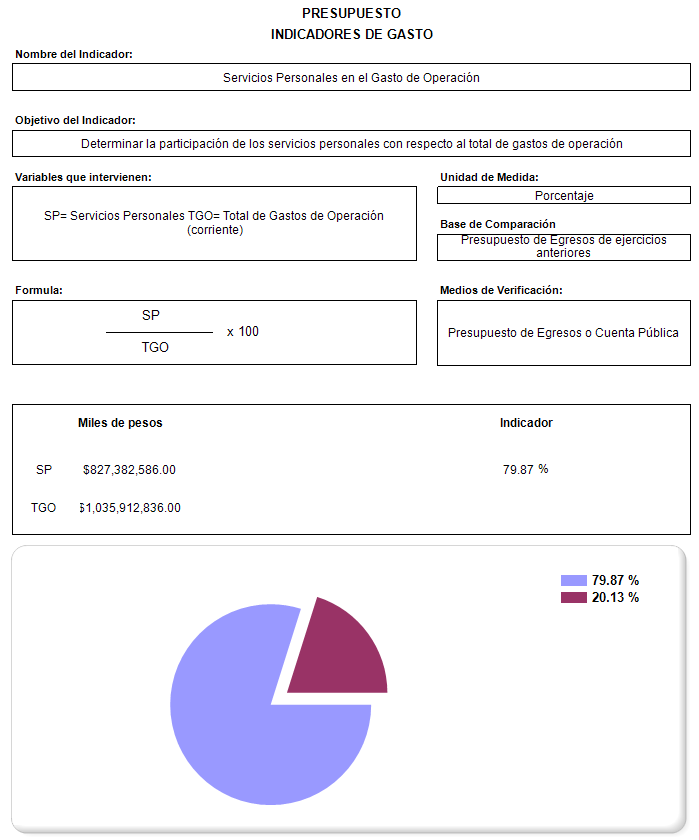 PRESUPUESTO
INDICADORES DE GASTO
Nombre del Indicador:
Servicios Personales en el Gasto de Operación
Objetivo del Indicador:
Determinar la participación de los servicios personales con respecto al total de gastos de operación
Variables que intervienen:
SP= Servicios Personales TGO= Total de Gastos de Operación
(corriente)
Unidad de Medida:
Porcentaje
Base de Comparación
Presupuesto de Egresos de ejercicios
anteriores
Formula:
SP
x 100
TGO
Medios de Verificación:
Presupuesto de Egresos o Cuenta Pública
Miles de pesos Indicador
SP $827,382,586.00 79.87 %
TGO $1,035,912,836.00
79.87 %
20.13 %